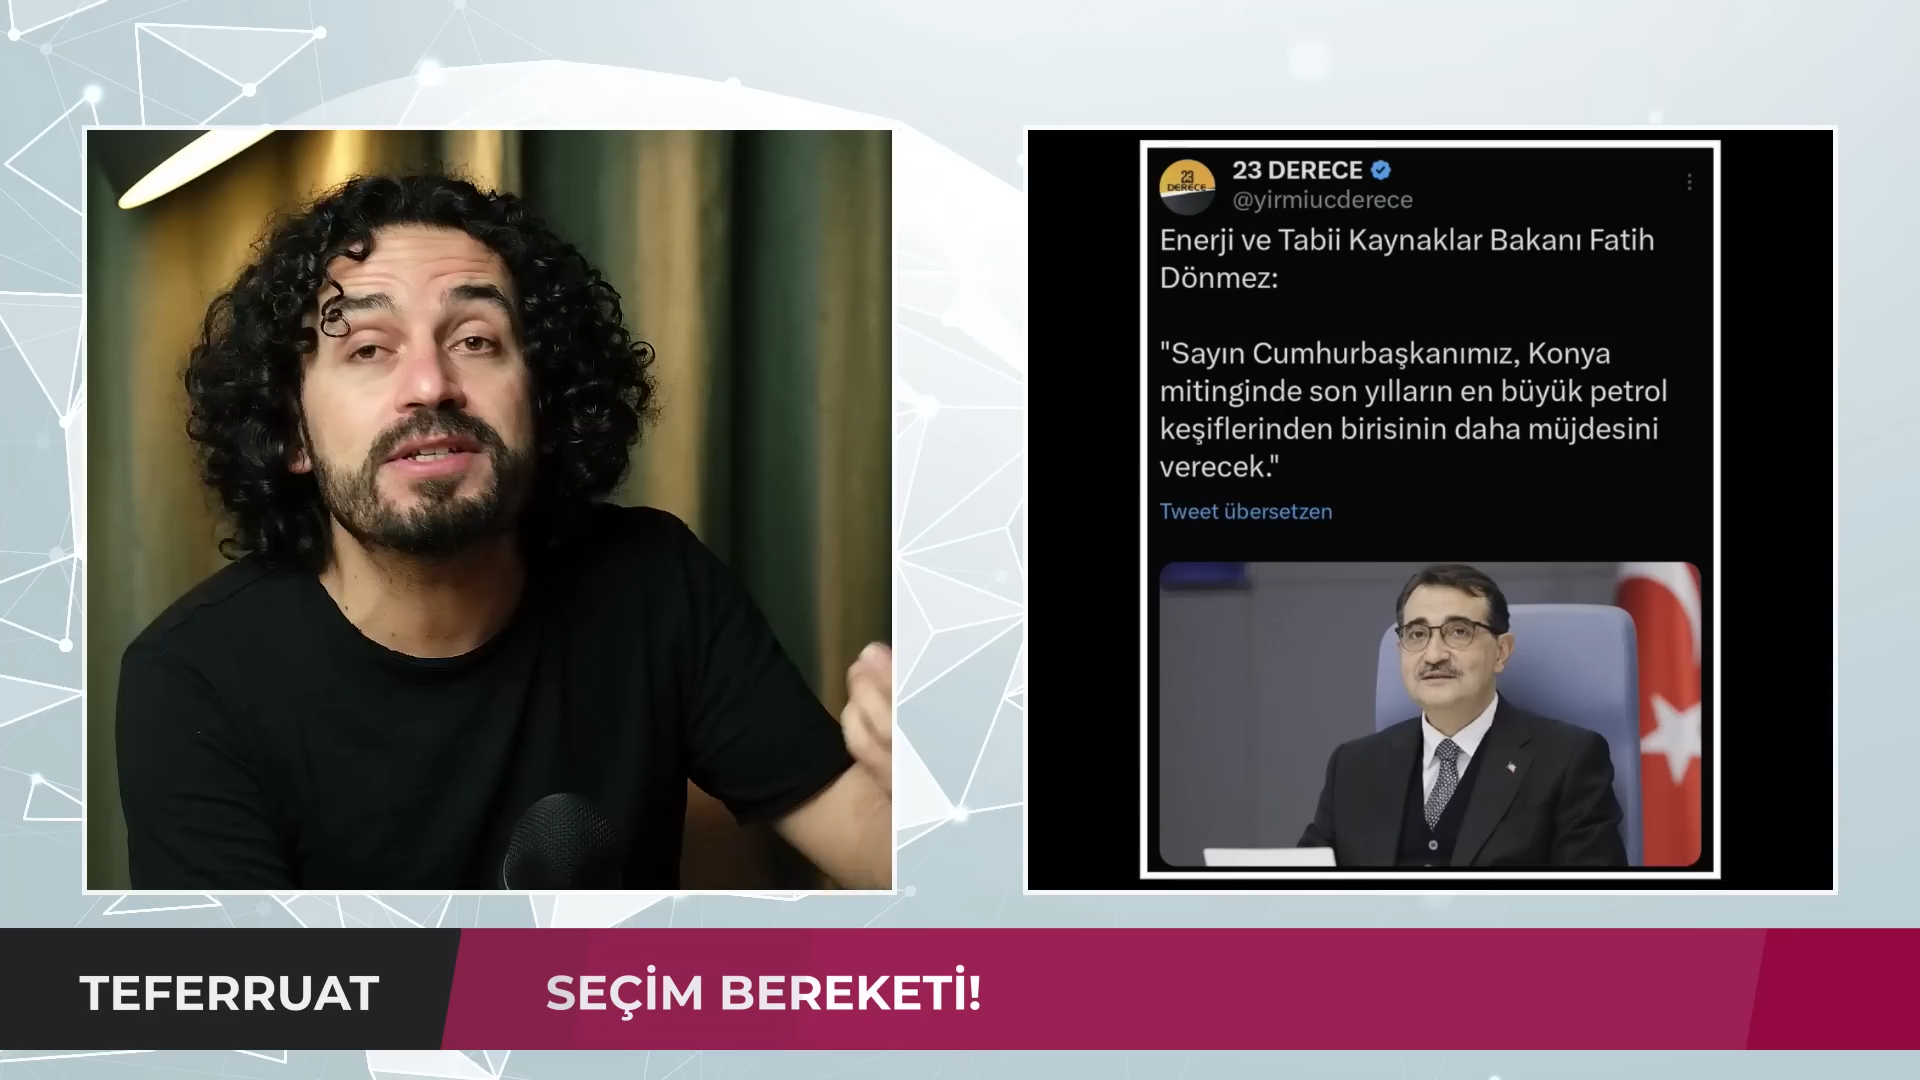 23 DERECE
23
DERECE
@yirmiucderece
Enerji ve Tabii Kaynaklar Bakanı Fatih
Dönmez:
"Sayın Cumhurbaşkanımız, Konya
mitinginde son yılların en büyük petrol
keşiflerinden birisinin daha müjdesini
verecek."
Tweet übersetzen
TEFERRUAT
SEÇİM BEREKETİ!